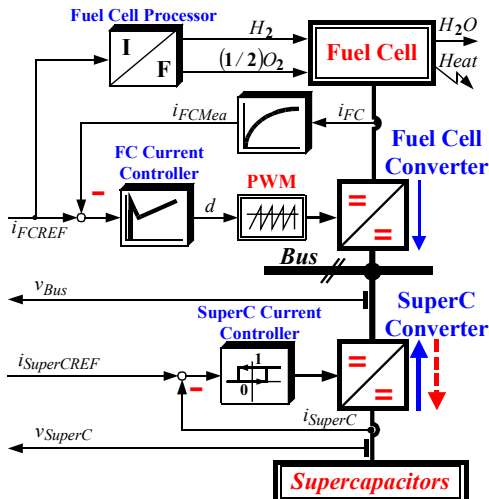 Fuel Cell Processor
H2
H2O
I
F
(1/2)O2
Fuel Cell
Heat
iFCMea
iFC
FC Current
Controller
PWM
Fuel Cell
Converter
iFCREF
d
=
=
Bus
vBus
SuperC Current
Controller
SuperC
Converter
iSuperCREF
1
0
=
=
iSuperC
vSuperC
Supercapacitors